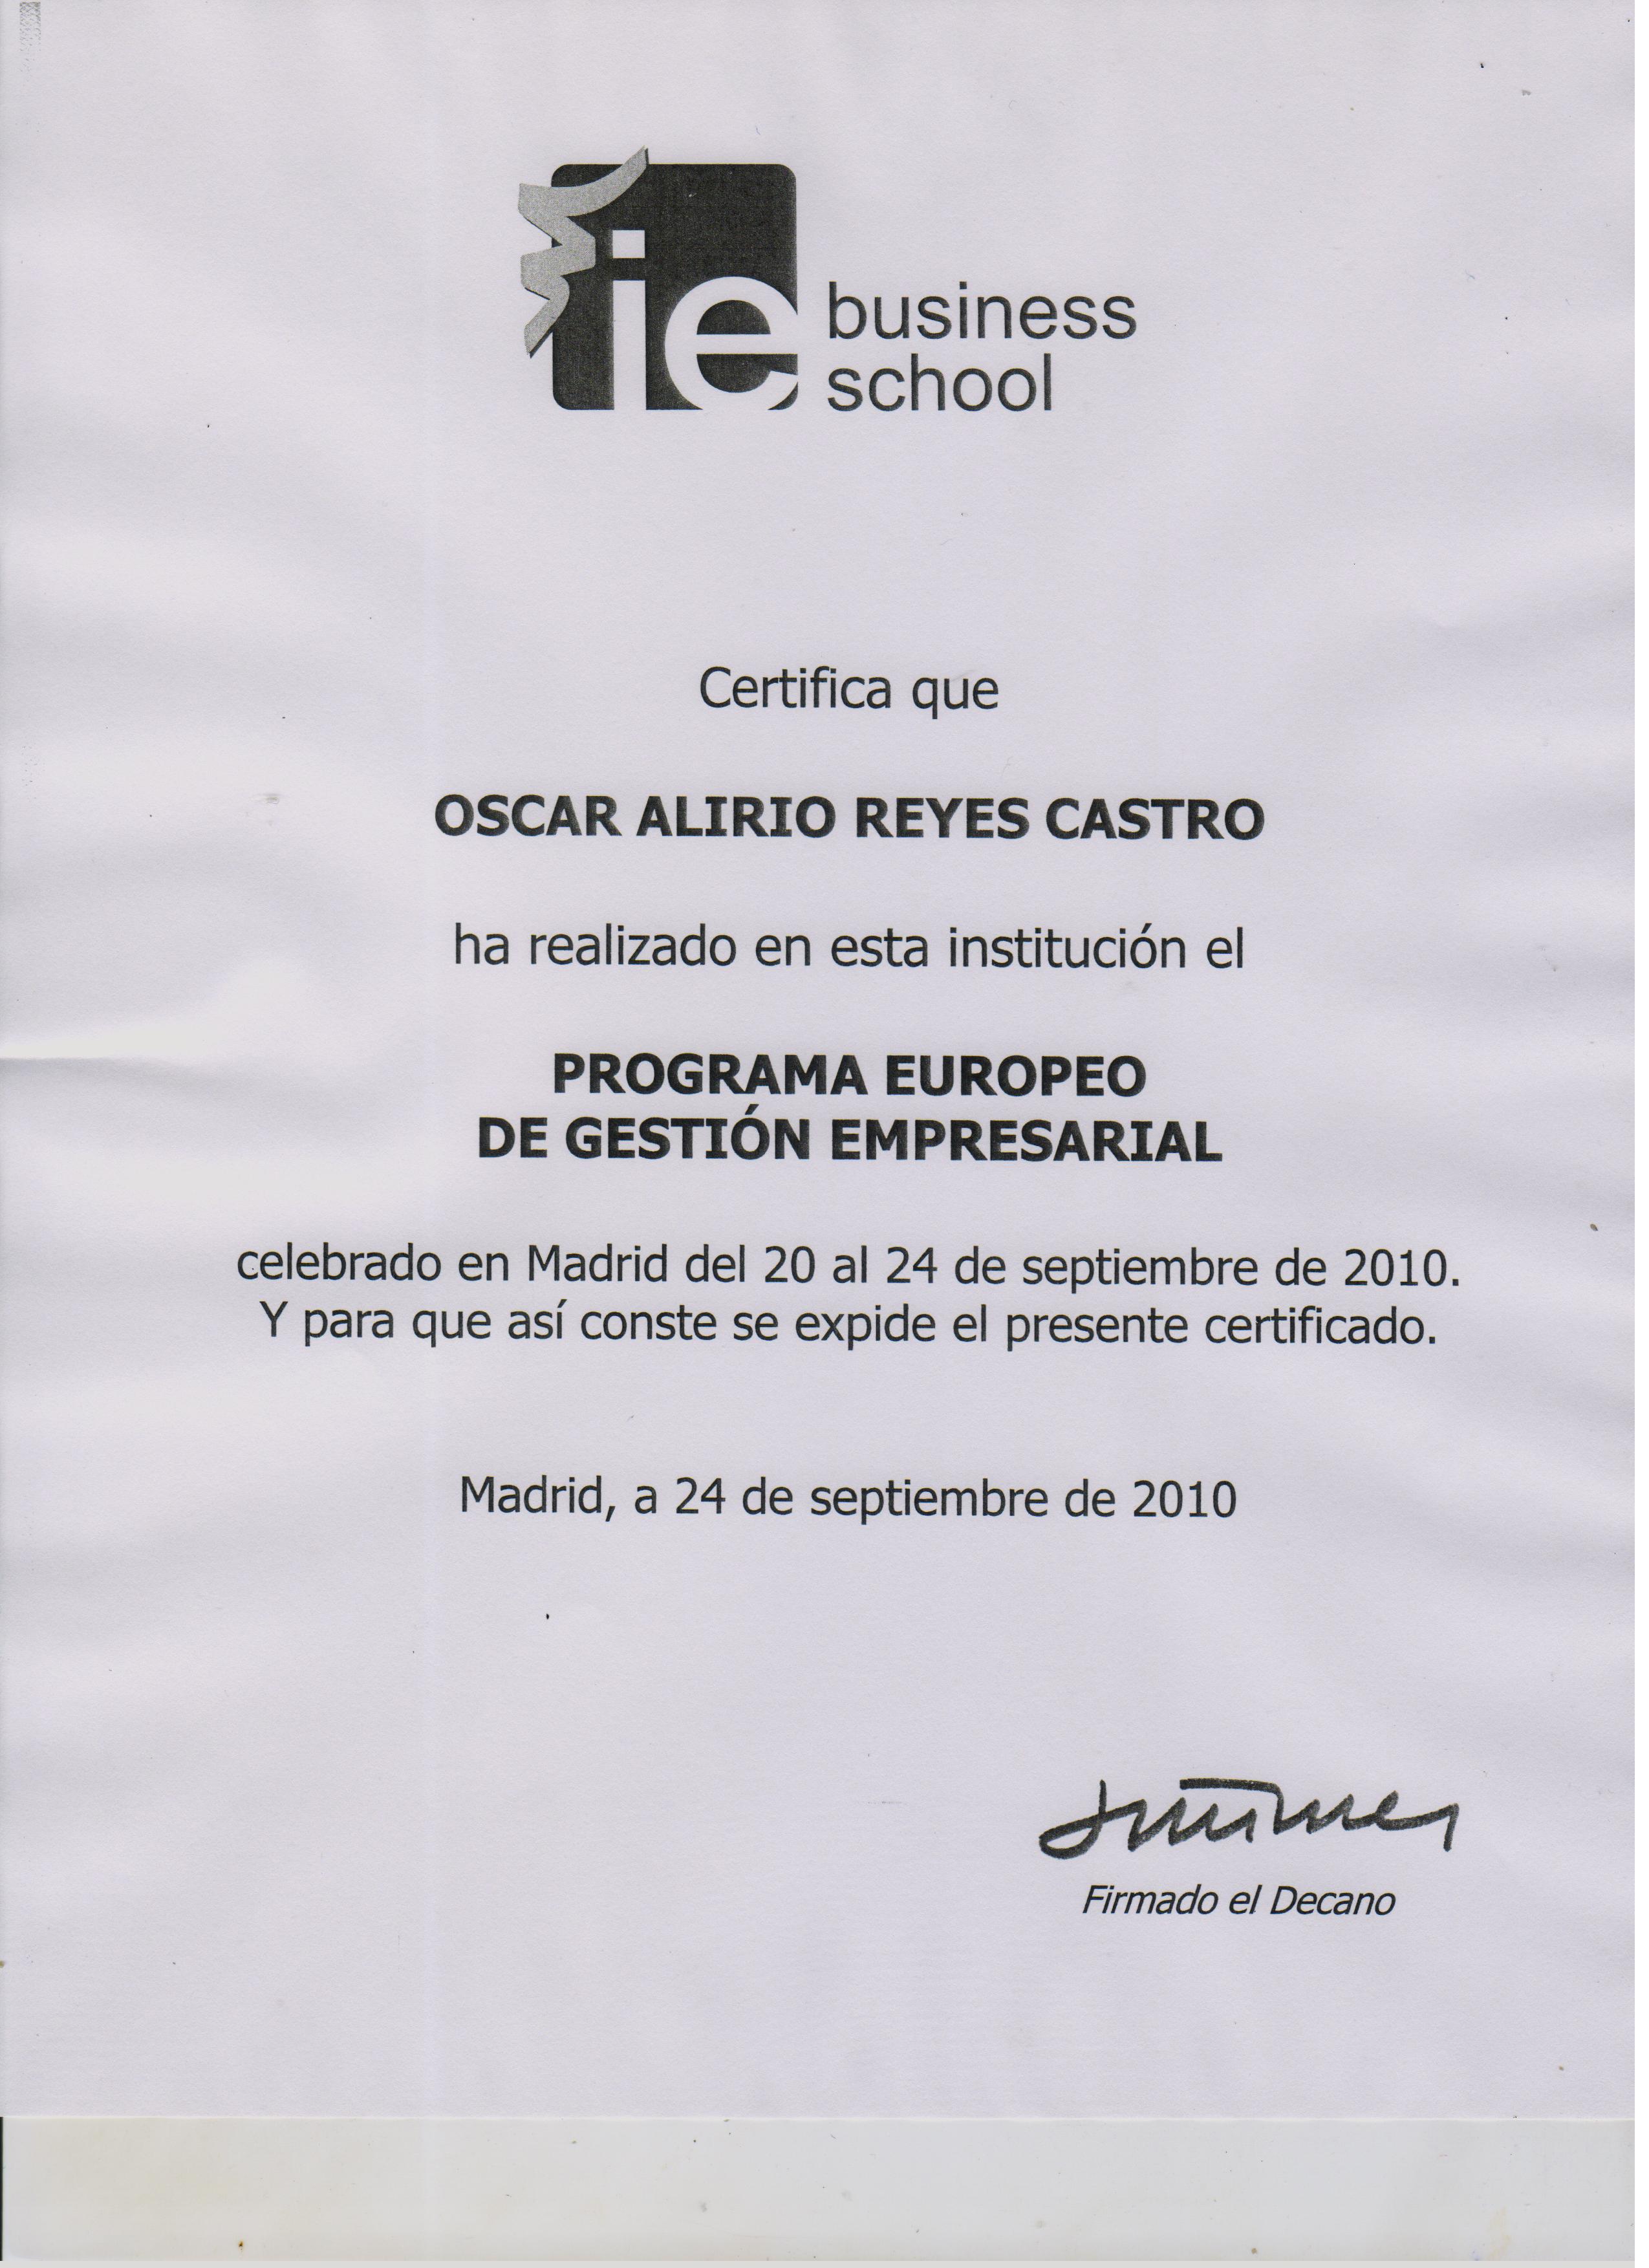 ie business
school
Certifica que
OSCAR ALIRIO REYES CASTRO
ha realizado en esta institución el
PROGRAMA EUROPEO
DE GESTIÓN EMPRESARIAL
celebrado en Madrid del 20 al 24 de septiembre de 2010.
Y para que así conste se expide el presente certificado.
Madrid, a 24 de septiembre de 2010
Firmado el Decano